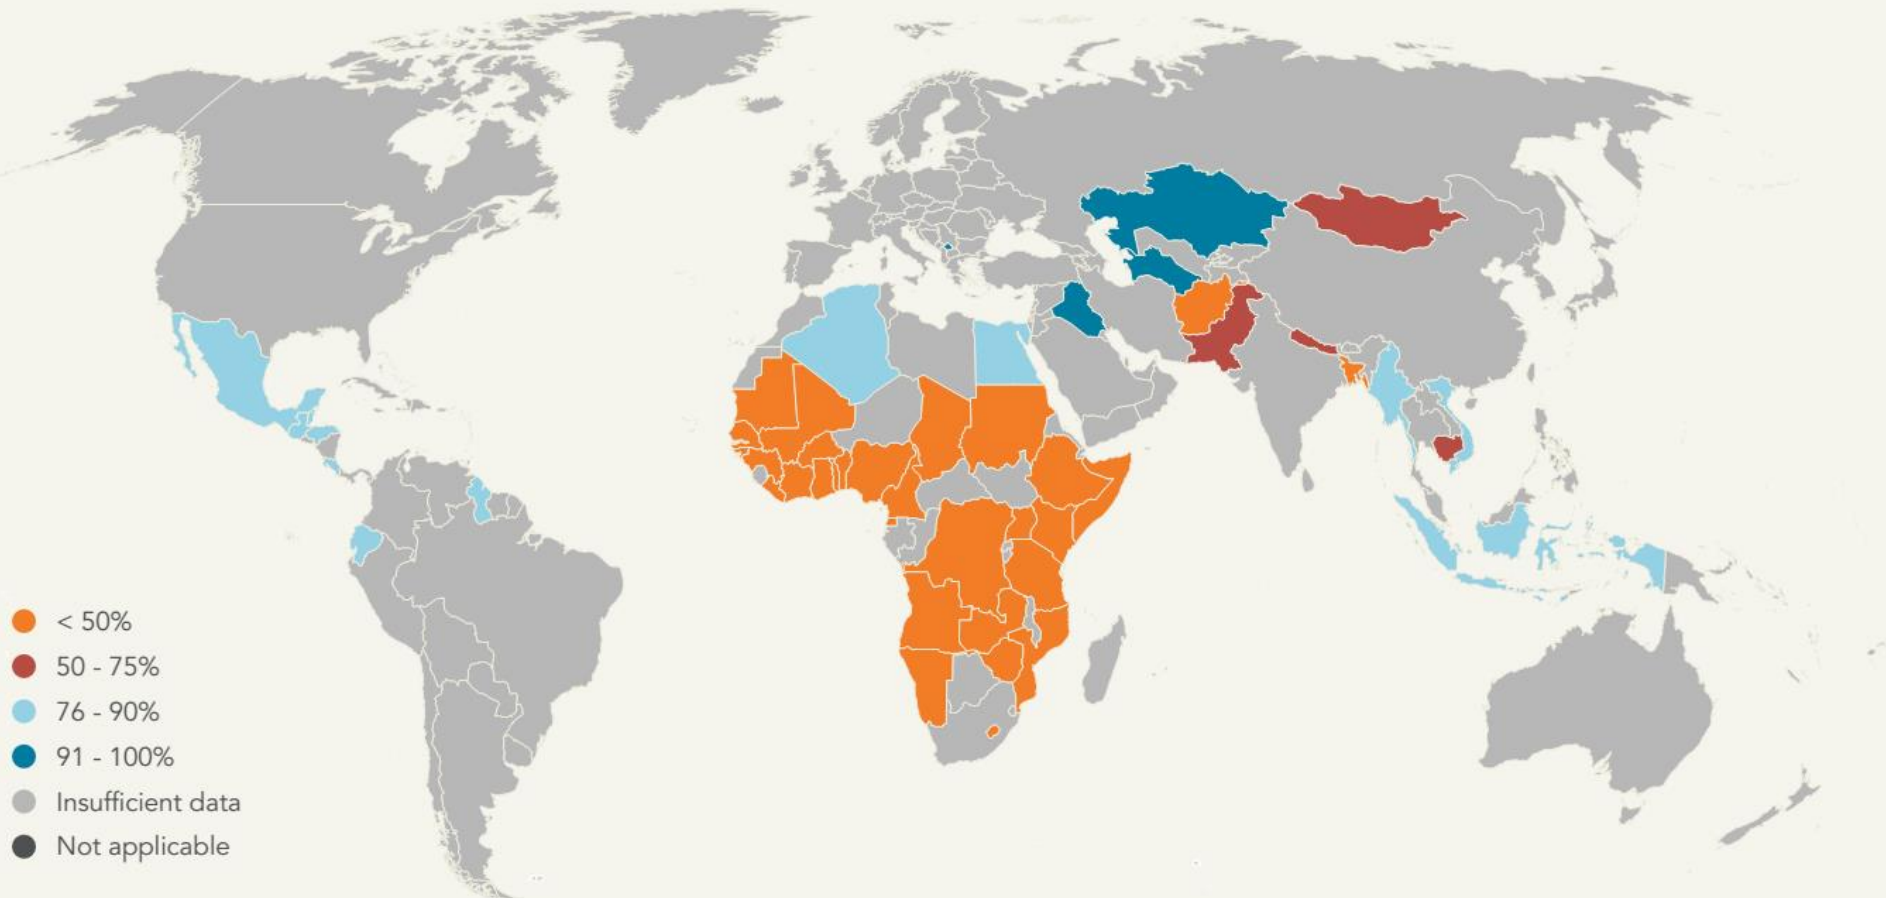 < 50%
50 - 75%
76 - 90%
91 - 100%
Insufficient data
Not applicable